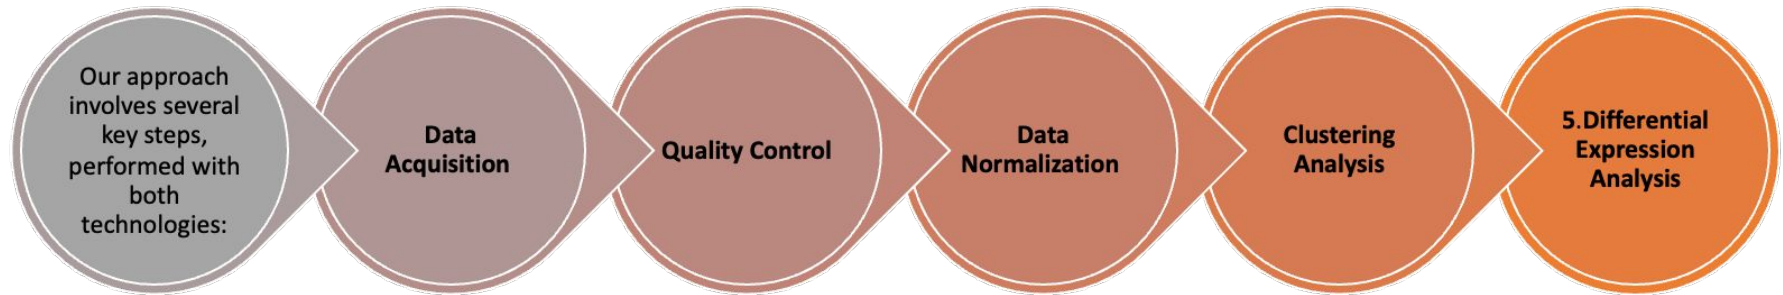 Our approach
involves several
key steps,
performed with
both
technologies:
Data
Acquisition
Quality Control
Data
Normalization
Clustering
Analysis
5.Differential
Expression
Analysis